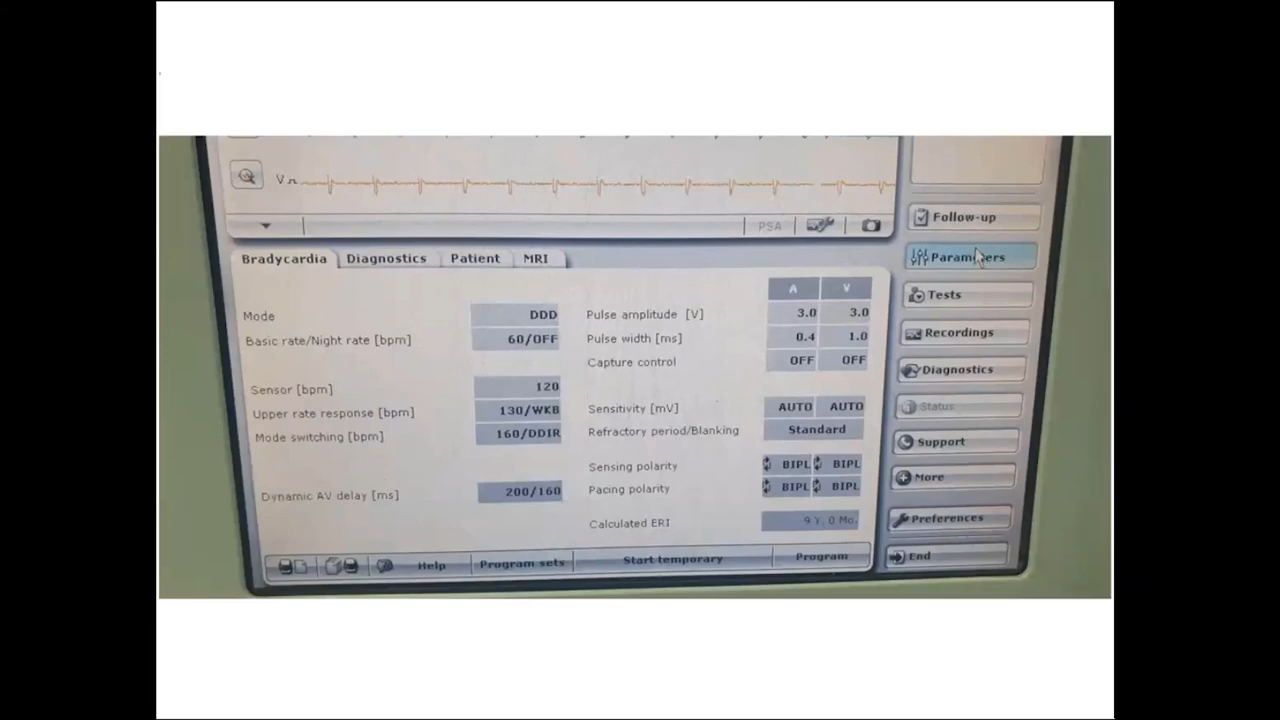 V
PSA
Follow-up
Parameters
Tests
Recordings
Diagnostics
Status
Support
More
Preferences
End
Bradycardia Diagnostics Patient MRI
A V
Mode DDD
Basic rate/Night rate [bpm] 60/OFF
Sensor [bpm] 120
Upper rate response [bpm] 130/WKB
Mode switching [bpm] 160/DDIR
Dynamic AV delay [ms] 200/160
Pulse amplitude [V] 3.0 3.0
Pulse width [ms] 0.4 1.0
Capture control OFF OFF
Sensitivity [mV] AUTO AUTO
Refractory period/Blanking Standard
Sensing polarity BIPL BIPL
Pacing polarity BIPL BIPL
Calculated ERI 9 Y, 0 Mo.
Help Program sets Start temporary Program